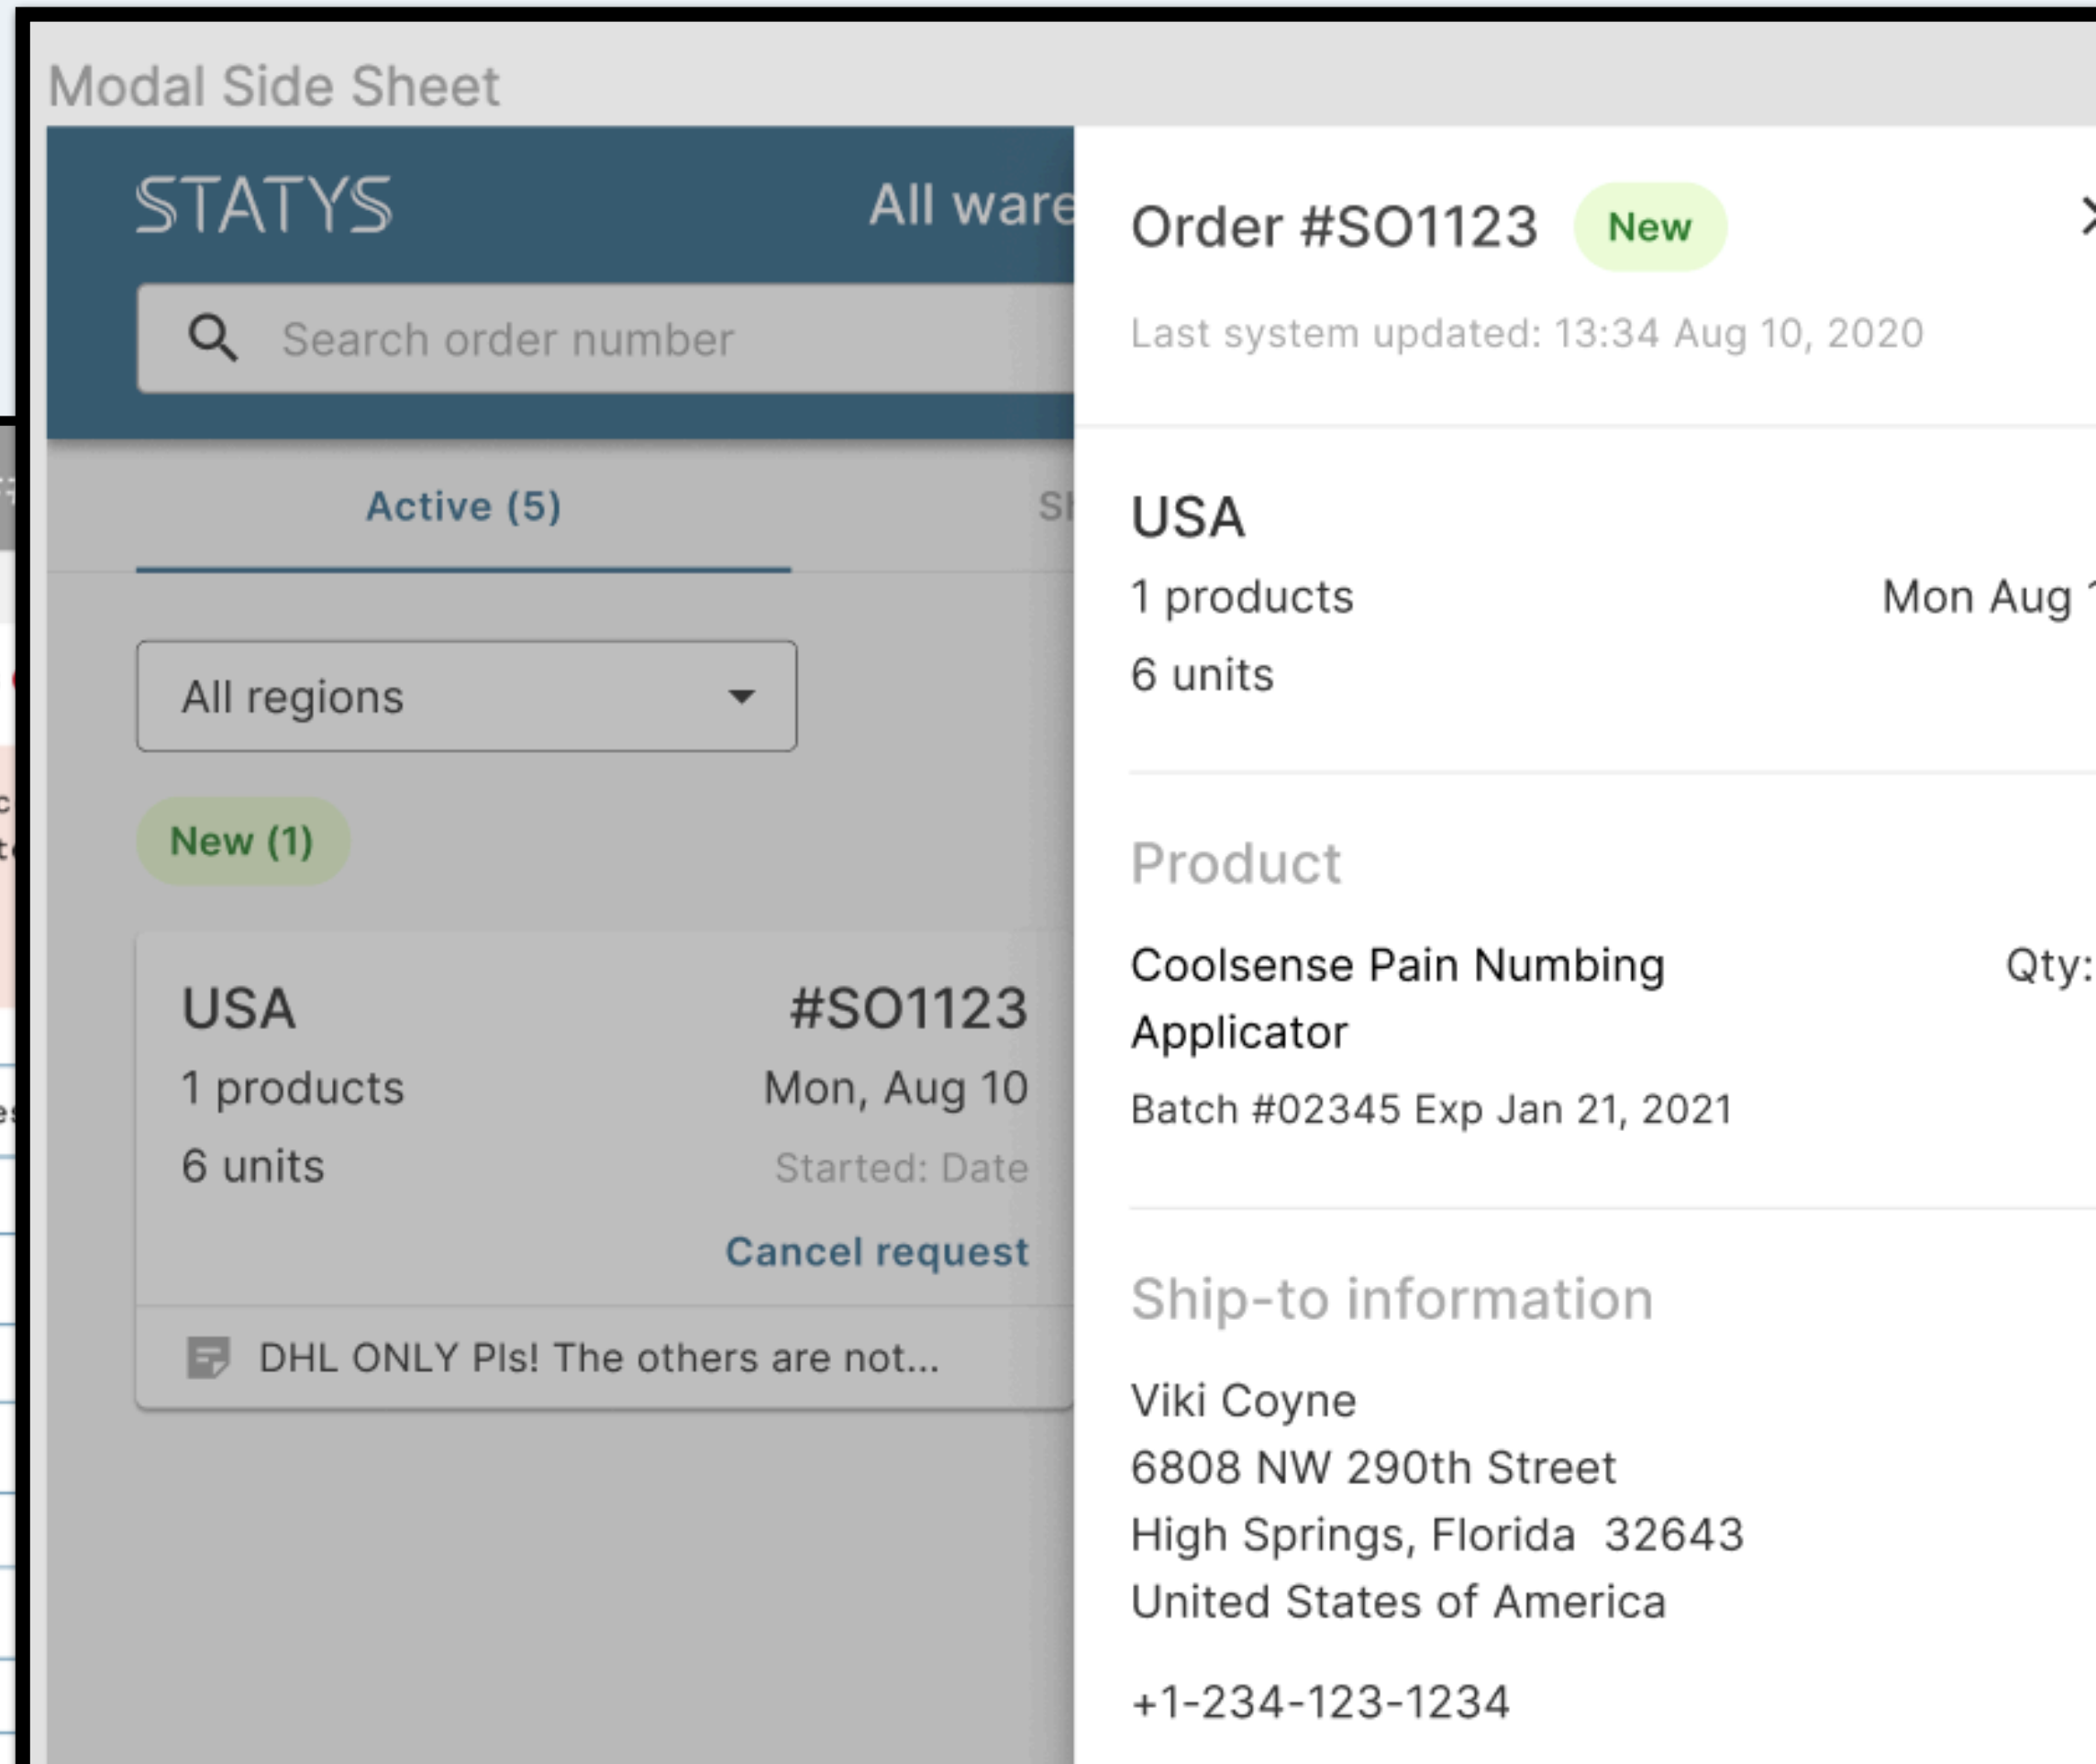 Modal Side Sheet
STATYS
All ware
Search order number
Active (5)
All regions
New (1)
USA
#SO1123
1 products
Mon, Aug 10
6 units
Started: Date
Cancel request
DHL ONLY Pls! The others are not...
Order #SO1123
New
Last system updated: 13:34 Aug 10, 2020
USA
1 products
Mon Aug
6 units
Product
Coolsense Pain Numbing
Qty:
Applicator
Batch #02345 Exp Jan 21, 2021
Ship-to information
Viki Coyne
6808 NW 290th Street
High Springs, Florida  32643
United States of America
+1-234-123-1234